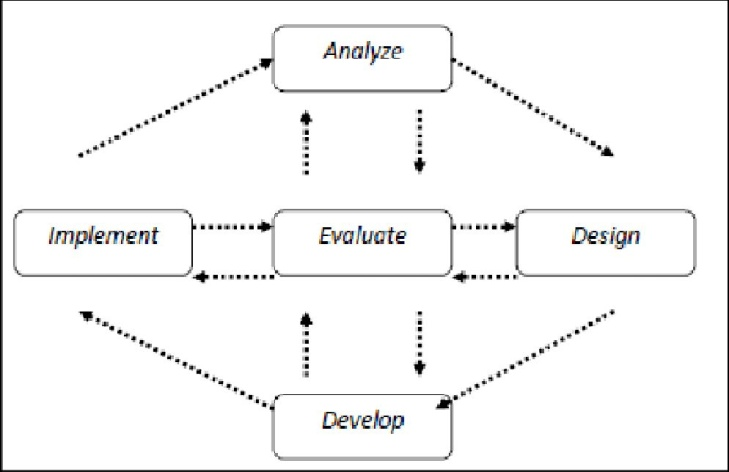 Analyze
Implement
Evaluate
Design
Develop